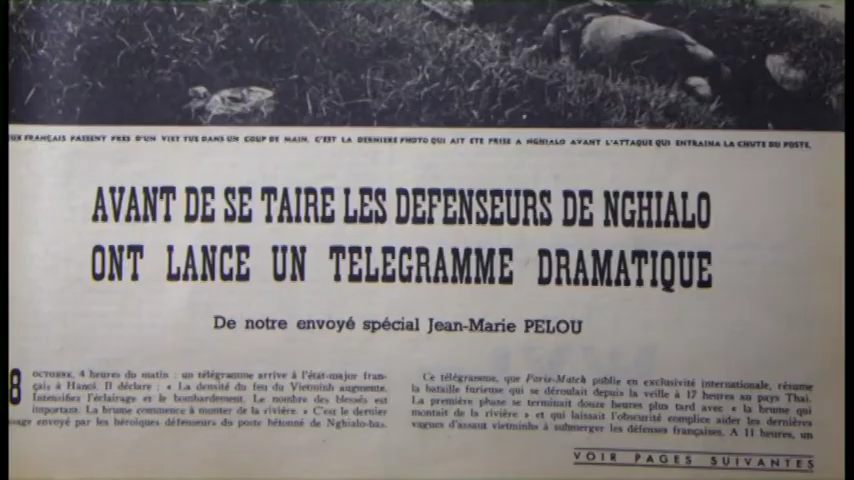 UX FRANÇAIS PASSENT PRES D'UN VIET TUE DANS UN COUP DE MAIN. C'EST LA DERNIERE PHOTO QUI AIT ETE PRISE A NGHIALO AVANT L'ATTAQUE QUI ENTRAINA LA CHUTE DU POSTE.
AVANT DE SE TAIRE LES DEFENSEURS DE NGHIALO
ONT LANCE UN TELEGRAMME DRAMATIQUE
De notre envoyé spécial Jean-Marie PELOU
8 OCTOBRE, 4 heures du matin : un télégramme arrive à l'état-major fran-
çais à Hanoi. Il déclare : « La densité du feu du Vietminh augmente.
Intensifiez l'éclairage et le bombardement. Le nombre des blessés est
important. La brume commence à monter de la rivière. » C'est le dernier
sage envoyé par les héroïques défenseurs du poste bétonné de Nghialo-bas.
Ce télégramme, que Paris-Match publie en exclusivité internationale, résume
la bataille furieuse qui se déroulait depuis la veille à 17 heures au pays Thai.
La première phase se terminait douze heures plus tard avec « la brume qui
montait de la rivière » et qui laissait l'obscurité complice aider les dernières
vagues d'assaut vietminhs à submerger les défenses françaises. A 11 heures, un
VOIR PAGES SUIVANTES